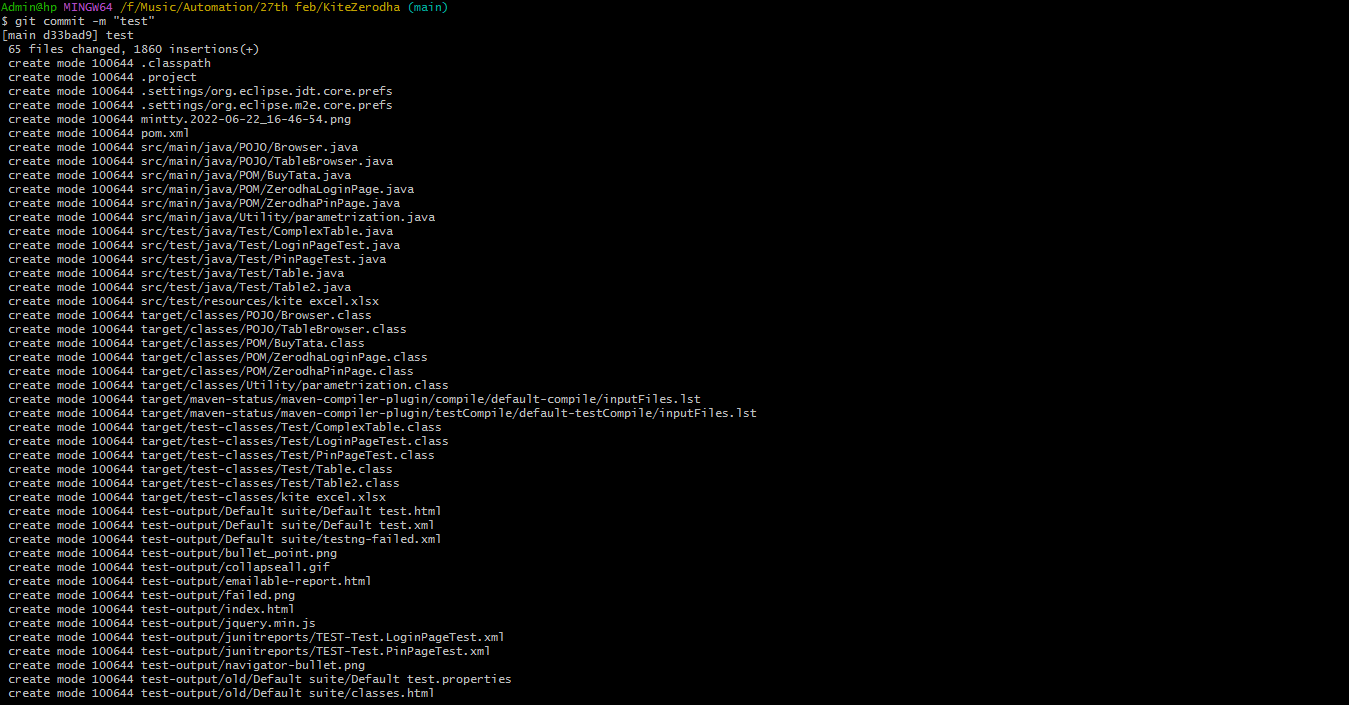 Admin@hp MINGW64 /f/Music/Automation/27th feb/KiteZerodha (main)
$ git commit -m "test"
[main d33bad9] test
 65 files changed, 1860 insertions(+)
 create mode 100644 .classpath
 create mode 100644 .project
 create mode 100644 .settings/org.eclipse.jdt.core.prefs
 create mode 100644 .settings/org.eclipse.m2e.core.prefs
 create mode 100644 mintty.2022-06-22_16-46-54.png
 create mode 100644 pom.xml
 create mode 100644 src/main/java/POJO/Browser.java
 create mode 100644 src/main/java/POJO/TableBrowser.java
 create mode 100644 src/main/java/POM/BuyTata.java
 create mode 100644 src/main/java/POM/ZerodhaLoginPage.java
 create mode 100644 src/main/java/POM/ZerodhaPinPage.java
 create mode 100644 src/main/java/Utility/parametrization.java
 create mode 100644 src/test/java/Test/ComplexTable.java
 create mode 100644 src/test/java/Test/LoginPageTest.java
 create mode 100644 src/test/java/Test/PinPageTest.java
 create mode 100644 src/test/java/Test/Table.java
 create mode 100644 src/test/java/Test/Table2.java
 create mode 100644 src/test/resources/kite excel.xlsx
 create mode 100644 target/classes/POJO/Browser.class
 create mode 100644 target/classes/POJO/TableBrowser.class
 create mode 100644 target/classes/POM/BuyTata.class
 create mode 100644 target/classes/POM/ZerodhaLoginPage.class
 create mode 100644 target/classes/POM/ZerodhaPinPage.class
 create mode 100644 target/classes/Utility/parametrization.class
 create mode 100644 target/maven-status/maven-compiler-plugin/compile/default-compile/inputFiles.lst
 create mode 100644 target/maven-status/maven-compiler-plugin/testCompile/default-testCompile/inputFiles.lst
 create mode 100644 target/test-classes/Test/ComplexTable.class
 create mode 100644 target/test-classes/Test/LoginPageTest.class
 create mode 100644 target/test-classes/Test/PinPageTest.class
 create mode 100644 target/test-classes/Test/Table.class
 create mode 100644 target/test-classes/Test/Table2.class
 create mode 100644 target/test-classes/kite excel.xlsx
 create mode 100644 test-output/Default suite/Default test.html
 create mode 100644 test-output/Default suite/Default test.xml
 create mode 100644 test-output/Default suite/testng-failed.xml
 create mode 100644 test-output/bullet_point.png
 create mode 100644 test-output/collapseall.gif
 create mode 100644 test-output/emailable-report.html
 create mode 100644 test-output/failed.png
 create mode 100644 test-output/index.html
 create mode 100644 test-output/jquery.min.js
 create mode 100644 test-output/junitreports/TEST-Test.LoginPageTest.xml
 create mode 100644 test-output/junitreports/TEST-Test.PinPageTest.xml
 create mode 100644 test-output/navigator-bullet.png
 create mode 100644 test-output/old/Default suite/Default test.properties
 create mode 100644 test-output/old/Default suite/classes.html